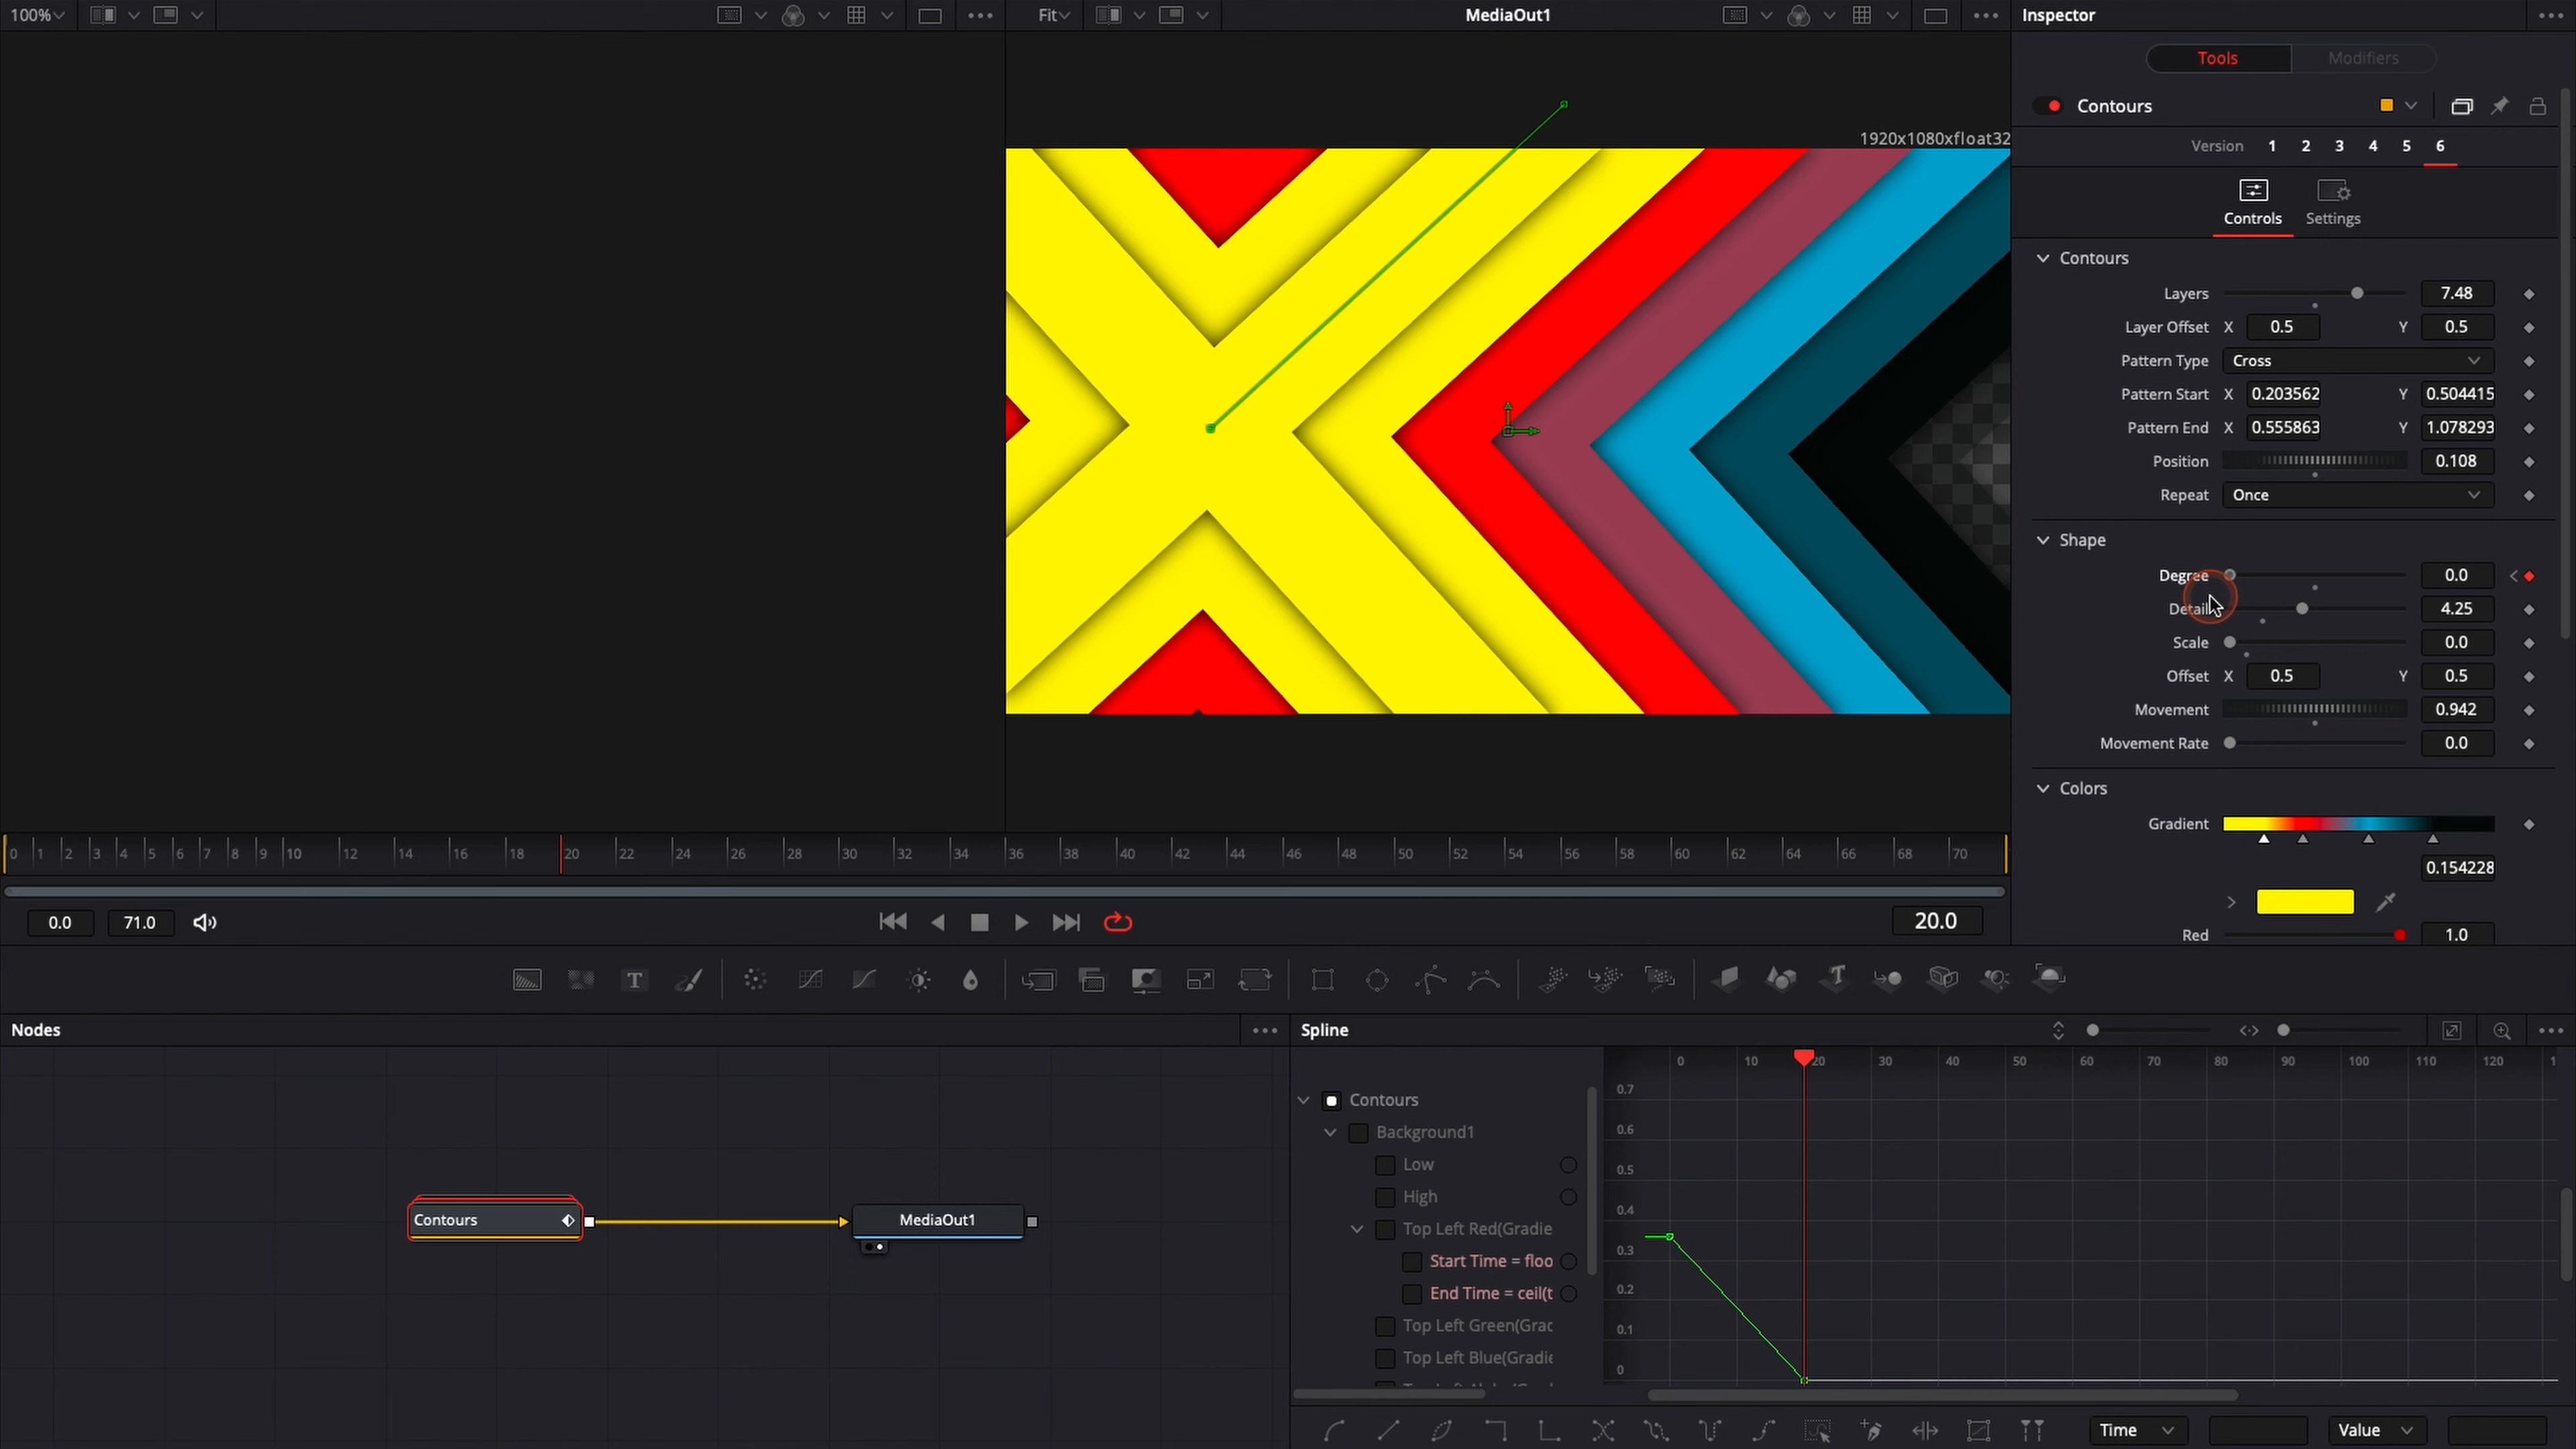 100%
Fit
MediaOut1
Inspector
Tools
Modifiers
1920x1080xfloat32
Contours
Version 1 2 3 4 5 6
Controls
Settings
Contours
Layers 7.48
Layer Offset X 0.5 Y 0.5
Pattern Type Cross
Pattern Start X 0.203562 Y 0.504415
Pattern End X 0.555863 Y 1.078293
Position 0.108
Repeat Once
Shape
Degree 0.0
Detail 4.25
Scale 0.0
Offset X 0.5 Y 0.5
Movement 0.942
Movement Rate 0.0
Colors
Gradient
0.154228
Red 1.0
0 1 2 3 4 5 6 7 8 9 10 12 14 16 18 20 22 24 26 28 30 32 34 36 38 40 42 44 46 48 50 52 54 56 58 60 62 64 66 68 70
0.0 71.0 20.0
Nodes
Contours
MediaOut1
Spline
0 10 20 30 40 50 60 70 80 90 100 110 120 1
0.7
0.6
0.5
0.4
0.3
0.2
0.1
0
Contours
Background1
Low
High
Top Left Red(Gradie
Start Time = floo
End Time = ceil(t
Top Left Green(Grad
Top Left Blue(Gradie
Time
Value